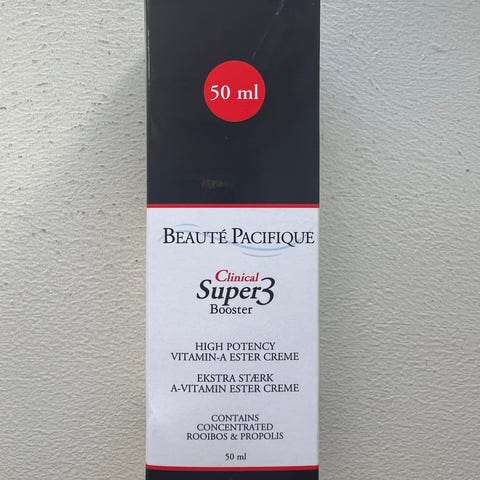 50 ml
BEAUTÉ PACIFIQUE
Clinical
Super3
Booster
HIGH POTENCY
VITAMIN-A ESTER CREME
EKSTRA STÆRK
A-VITAMIN ESTER CREME
CONTAINS
CONCENTRATED
ROOIBOS & PROPOLIS
50 ml